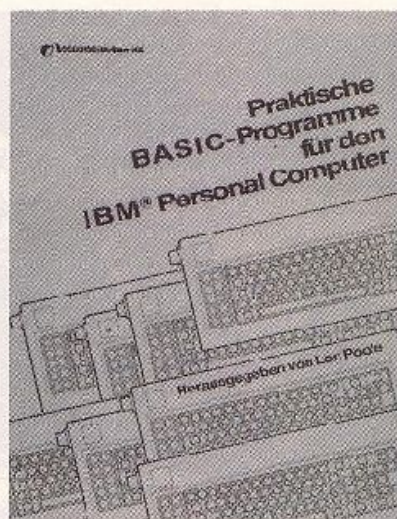 Praktische
BASIC-Programme
für den
IBM® Personal Computer
Herausgegeben von Lon Poole